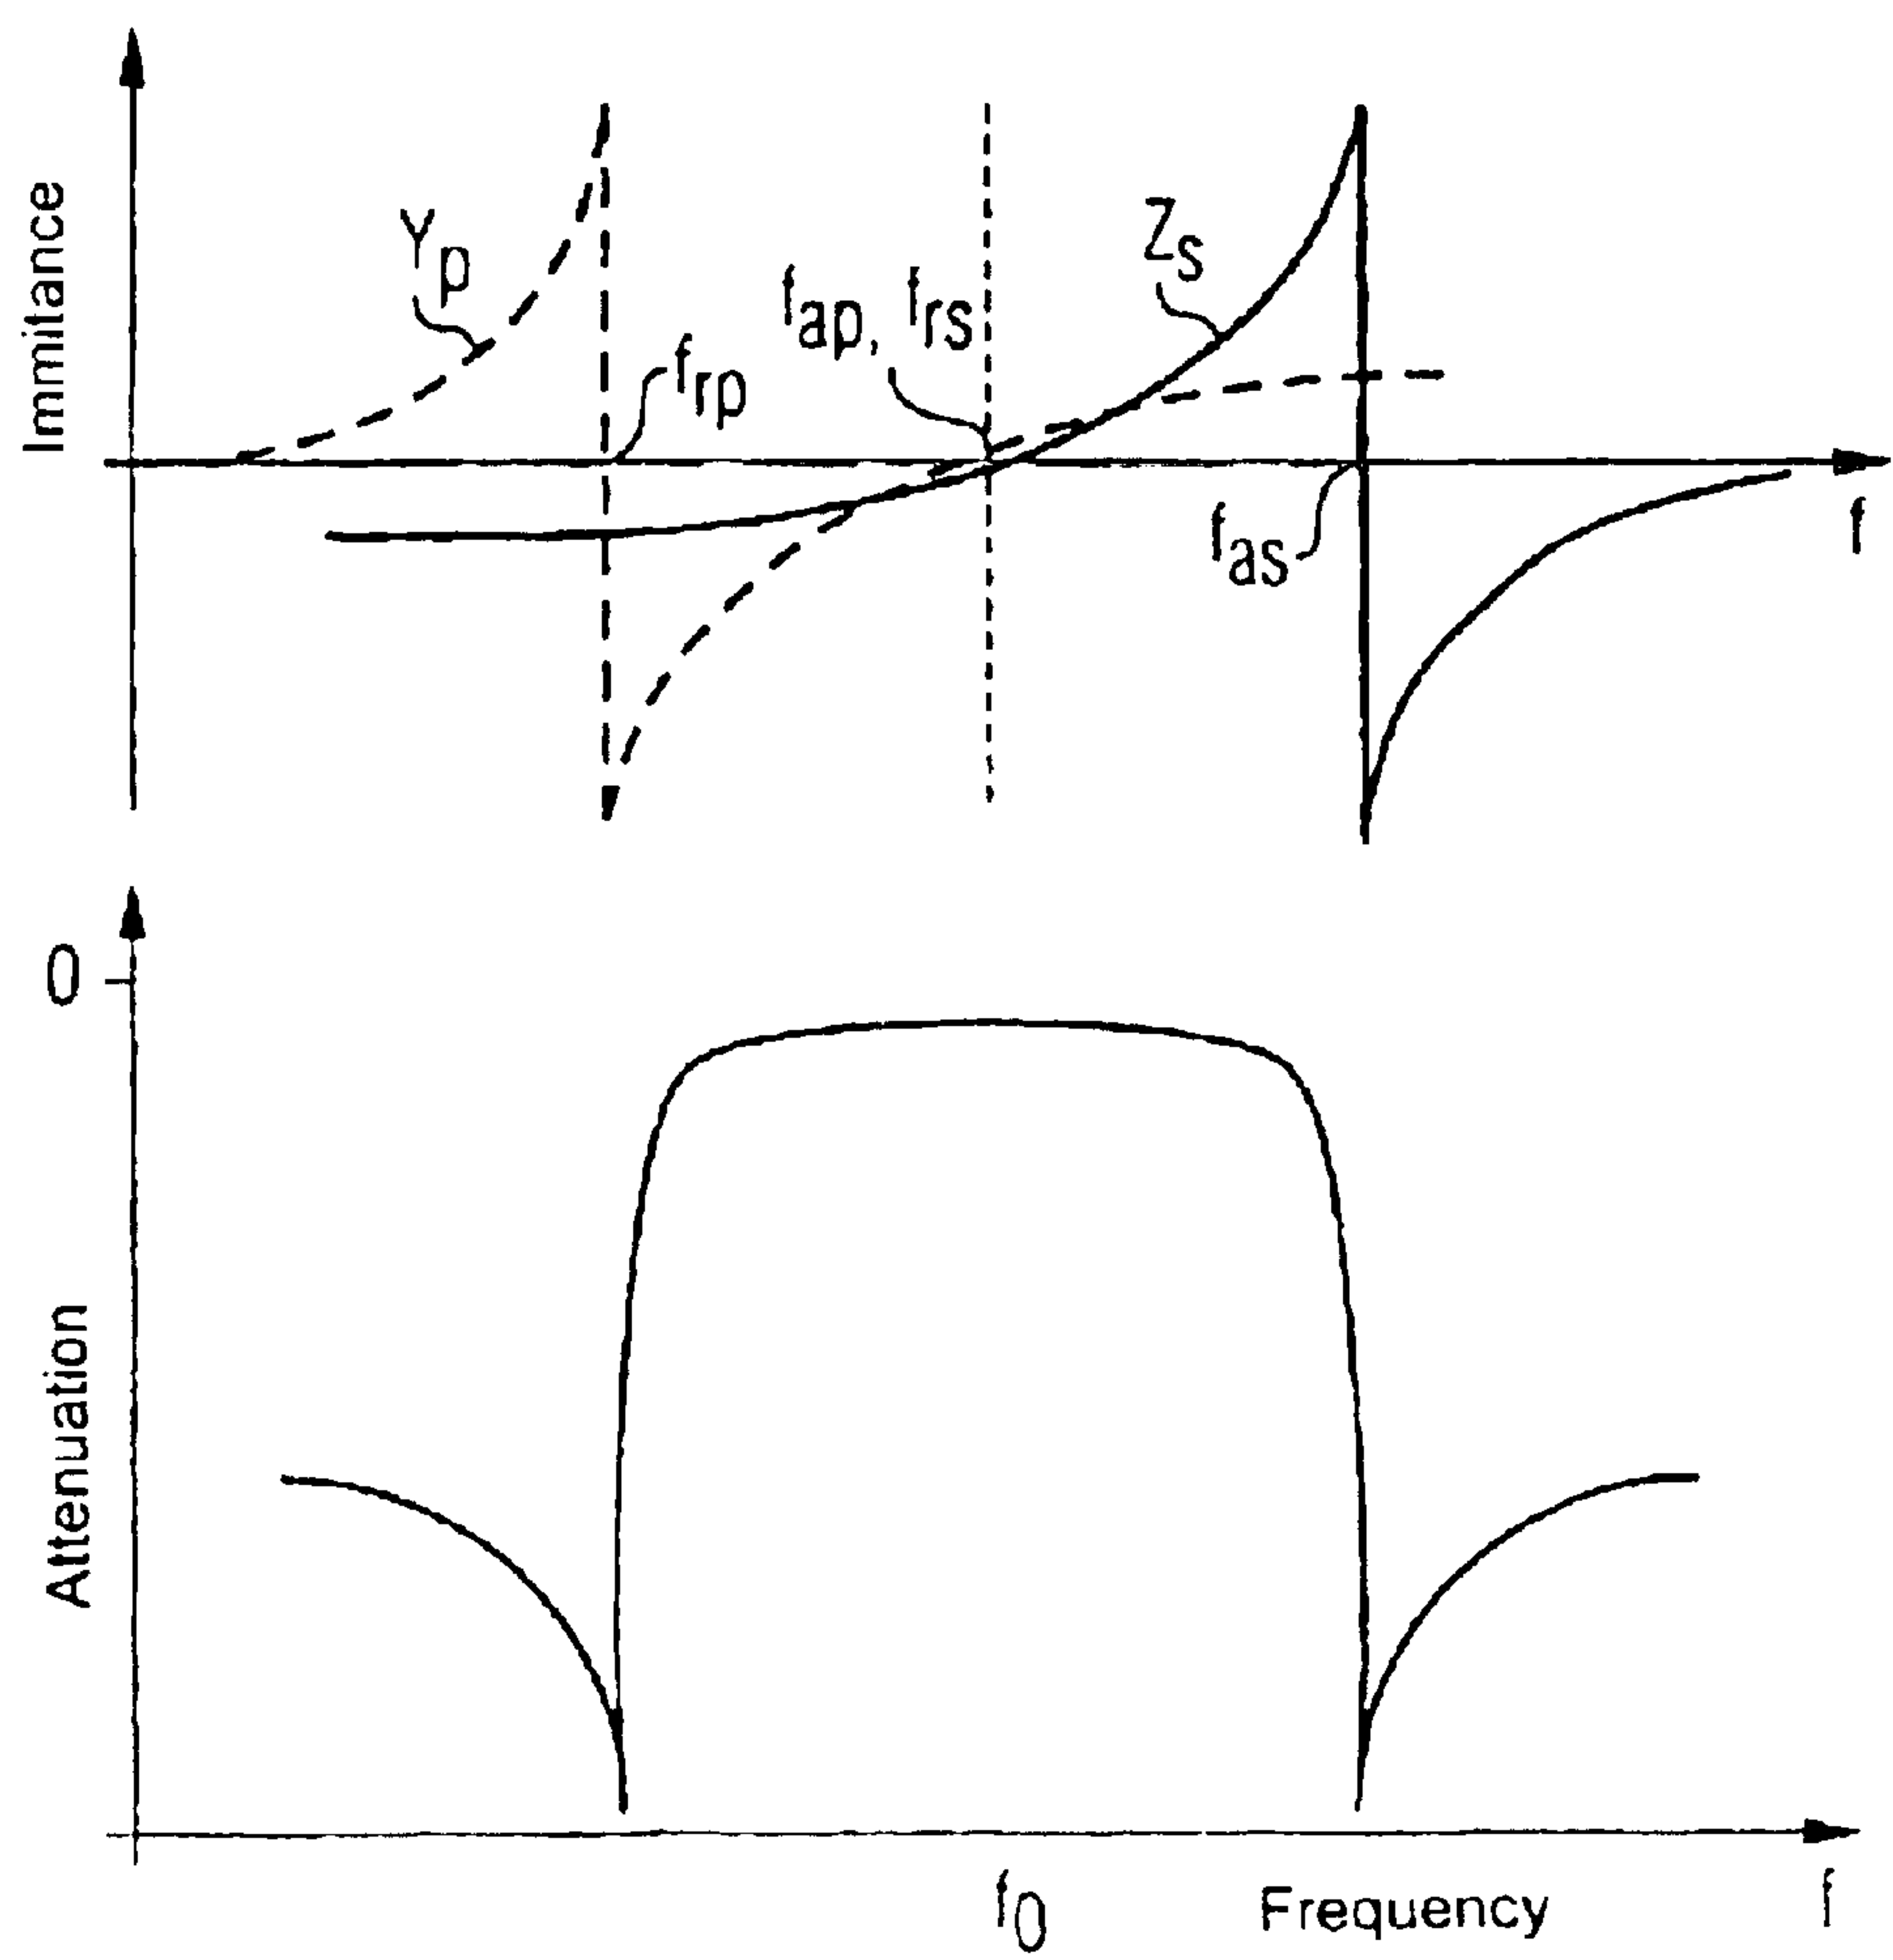 Immitance
Yp
frp
fap, frs
Zs
fas
f
0
Attenuation
f0
Frequency
f